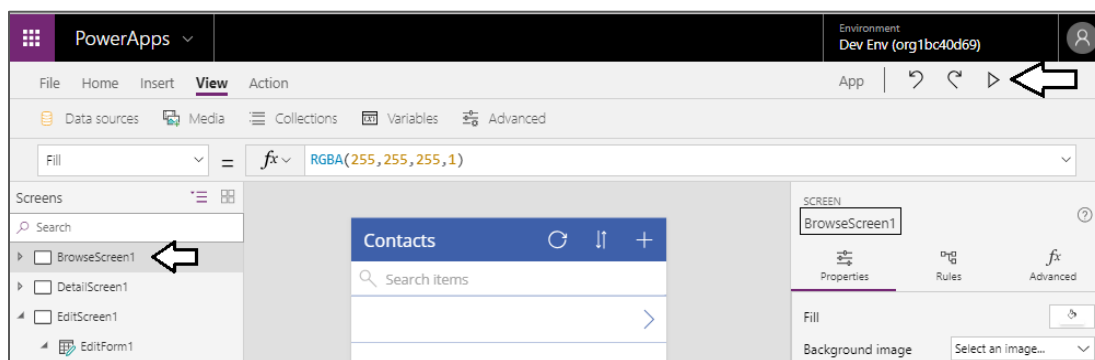 PowerApps
Environment
Dev Env (org1bc40d69)
File Home Insert View Action App
Data sources Media Collections Variables Advanced
Fill = fx RGBA(255,255,255,1)
Screens
Search
BrowseScreen1
DetailScreen1
EditScreen1
EditForm1
Contacts
Search items
SCREEN
BrowseScreen1
Properties Rules Advanced
Fill
Background image Select an image...